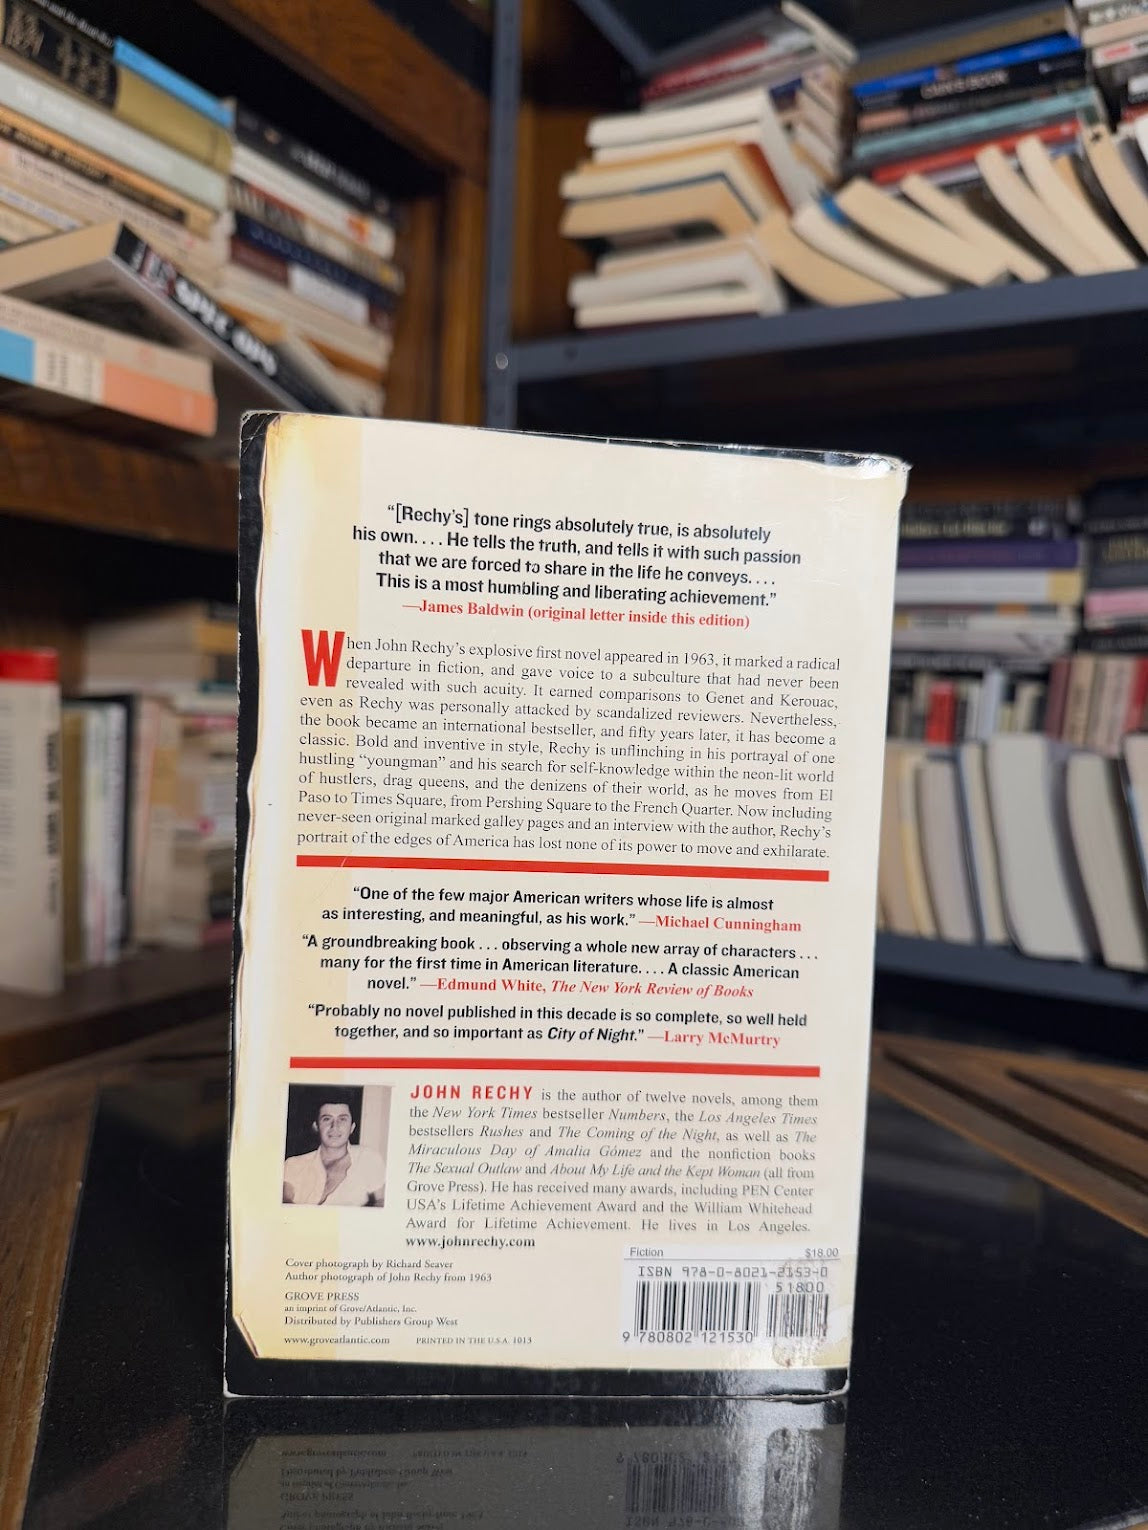 SPEC OPS
“[Rechy's] tone rings absolutely true, is absolutely
his own. . . . He tells the truth, and tells it with such passion
that we are forced to share in the life he conveys. . . .
This is a most humbling and liberating achievement.”
—James Baldwin (original letter inside this edition)
When John Rechy's explosive first novel appeared in 1963, it marked a radical
departure in fiction, and gave voice to a subculture that had never been
revealed with such acuity. It earned comparisons to Genet and Kerouac,
even as Rechy was personally attacked by scandalized reviewers. Nevertheless,
the book became an international bestseller, and fifty years later, it has become a
classic. Bold and inventive in style, Rechy is unflinching in his portrayal of one
hustling “youngman” and his search for self-knowledge within the neon-lit world
of hustlers, drag queens, and the denizens of their world, as he moves from El
Paso to Times Square, from Pershing Square to the French Quarter. Now including
never-seen original marked galley pages and an interview with the author, Rechy's
portrait of the edges of America has lost none of its power to move and exhilarate.
“One of the few major American writers whose life is almost
as interesting, and meaningful, as his work.” —Michael Cunningham
“A groundbreaking book . . . observing a whole new array of characters . . .
many for the first time in American literature. . . . A classic American
novel.” —Edmund White, The New York Review of Books
“Probably no novel published in this decade is so complete, so well held
together, and so important as City of Night.” —Larry McMurtry
JOHN RECHY is the author of twelve novels, among them
the New York Times bestseller Numbers, the Los Angeles Times
bestsellers Rushes and The Coming of the Night, as well as The
Miraculous Day of Amalia Gómez and the nonfiction books
The Sexual Outlaw and About My Life and the Kept Woman (all from
Grove Press). He has received many awards, including PEN Center
USA's Lifetime Achievement Award and the William Whitehead
Award for Lifetime Achievement. He lives in Los Angeles.
www.johnrechy.com
Cover photograph by Richard Seaver
Author photograph of John Rechy from 1963
GROVE PRESS
an imprint of Grove/Atlantic, Inc.
Distributed by Publishers Group West
www.groveatlantic.com PRINTED IN THE U.S.A. 1013
Fiction $18.00
ISBN 978-0-8021-2153-0
51800
9 780802 121530